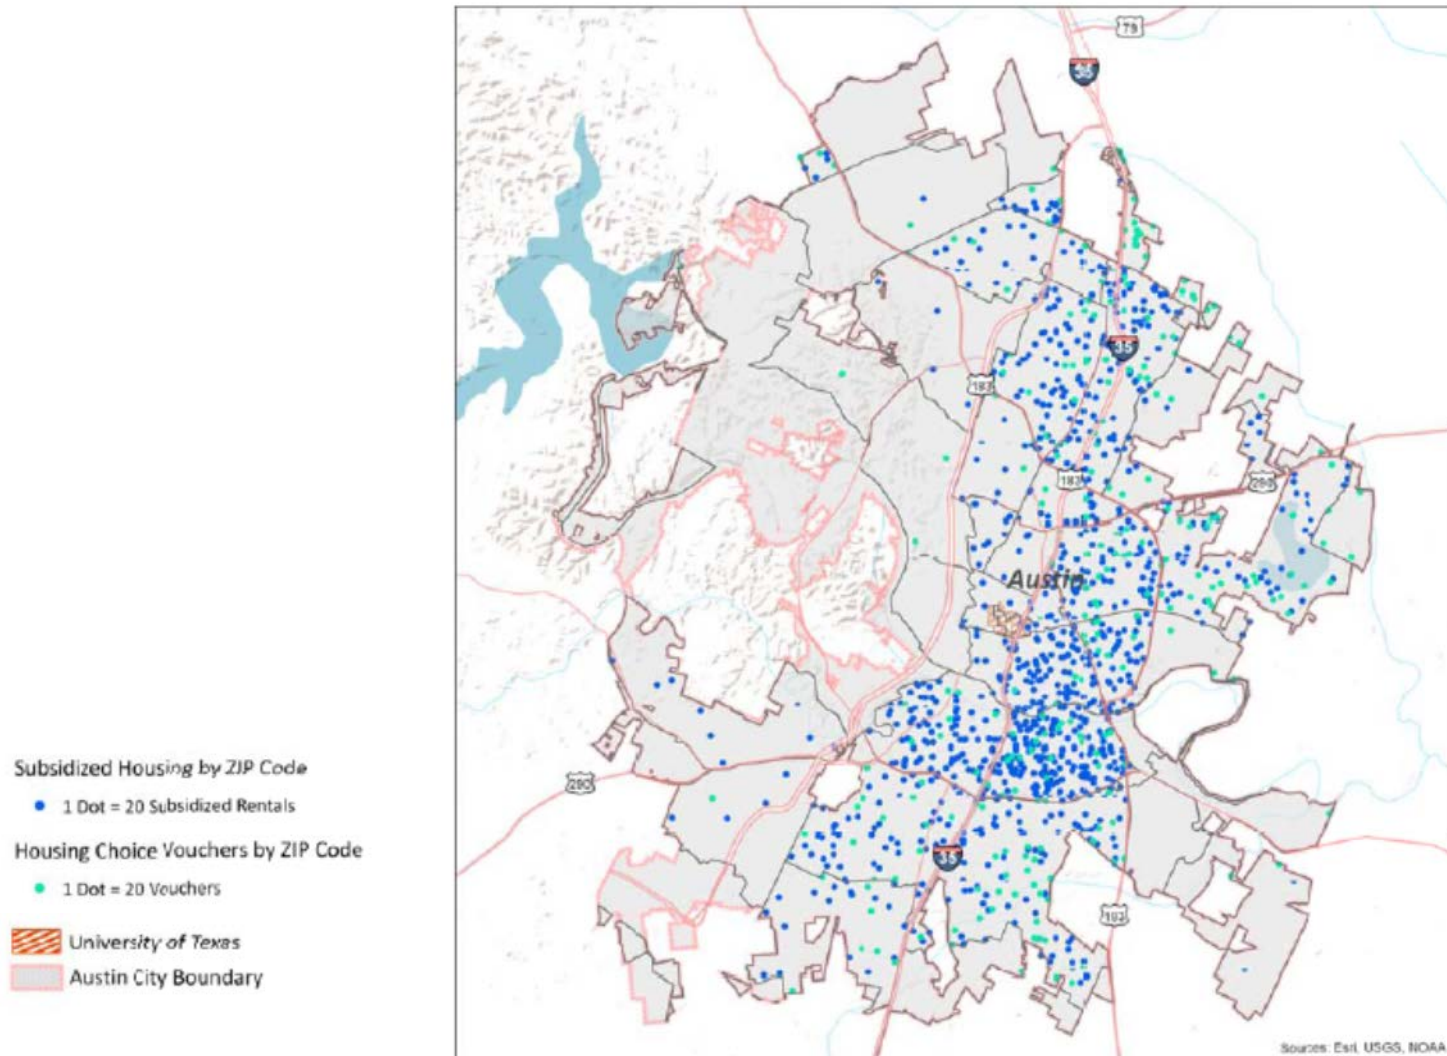 79
35
35
183
183
290
Austin
Subsidized Housing by ZIP Code
290
1 Dot = 20 Subsidized Rentals
Housing Choice Vouchers by ZIP Code
35
1 Dot = 20 Vouchers
183
University of Texas
Austin City Boundary
Sources: Esri, USGS, NOAA